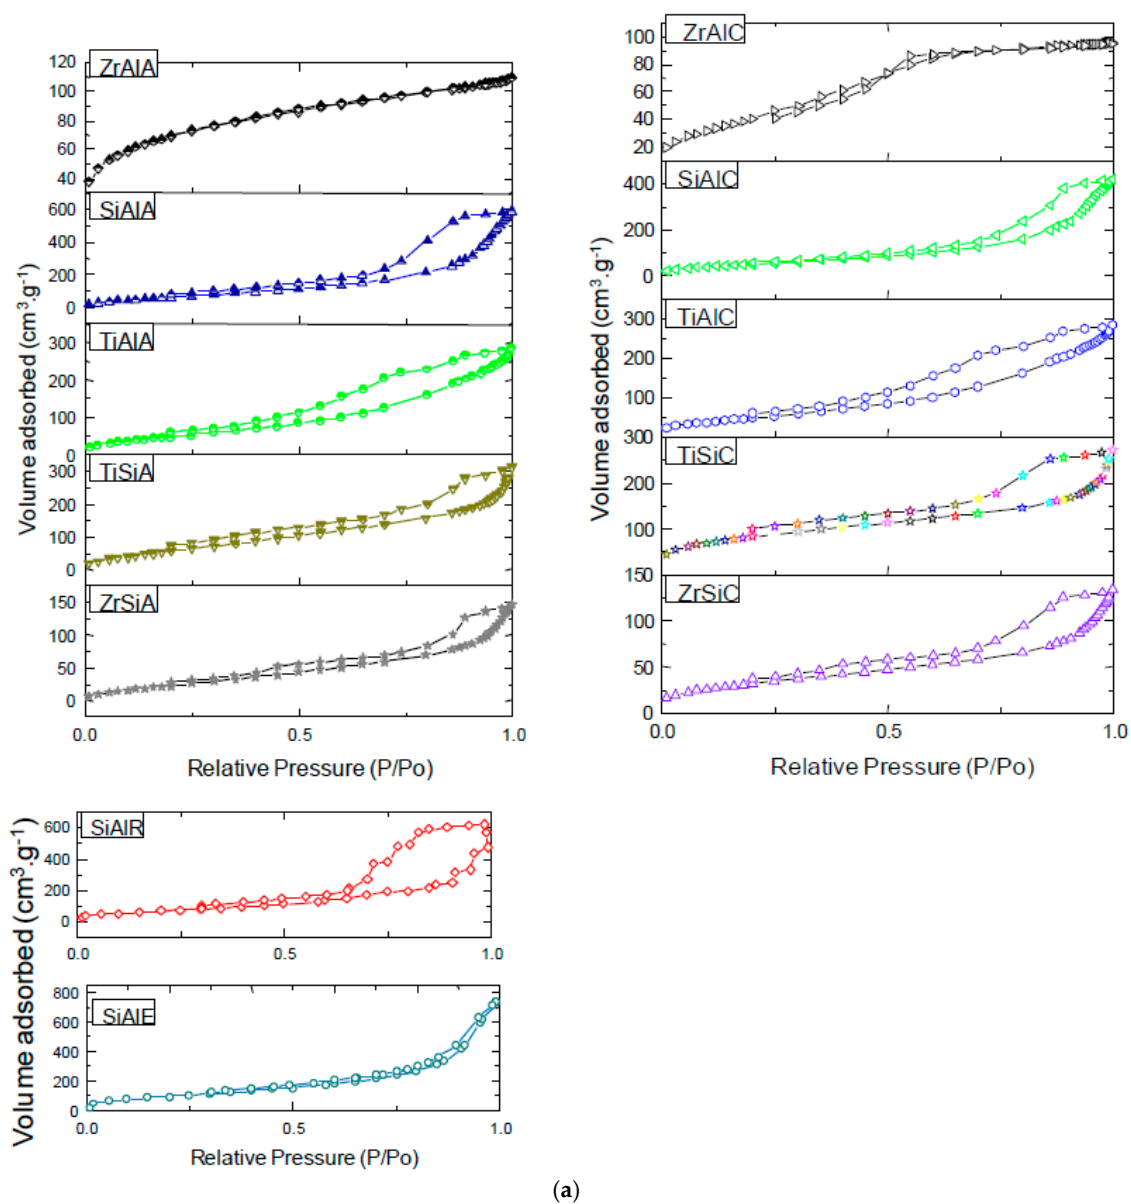 ZrAlA
120
100
80
60
40
SiAlA
600
400
200
0
TiAlA
300
200
100
0
TiSiA
300
200
100
0
ZrSiA
150
100
50
0
0.0 0.5 1.0
Relative Pressure (P/Po)
Volume adsorbed (cm³.g⁻¹)
ZrAlC
100
80
60
40
20
SiAlC
400
200
0
TiAlC
300
200
100
300
TiSiC
200
100
150
ZrSiC
100
50
0
0.0 0.5 1.0
Relative Pressure (P/Po)
Volume adsorbed (cm³.g⁻¹)
SiAlR
600
400
200
0
0.0 0.5 1.0
SiAlE
800
600
400
200
0
0.0 0.5 1.0
Relative Pressure (P/Po)
Volume adsorbed (cm³.g⁻¹)
(a)